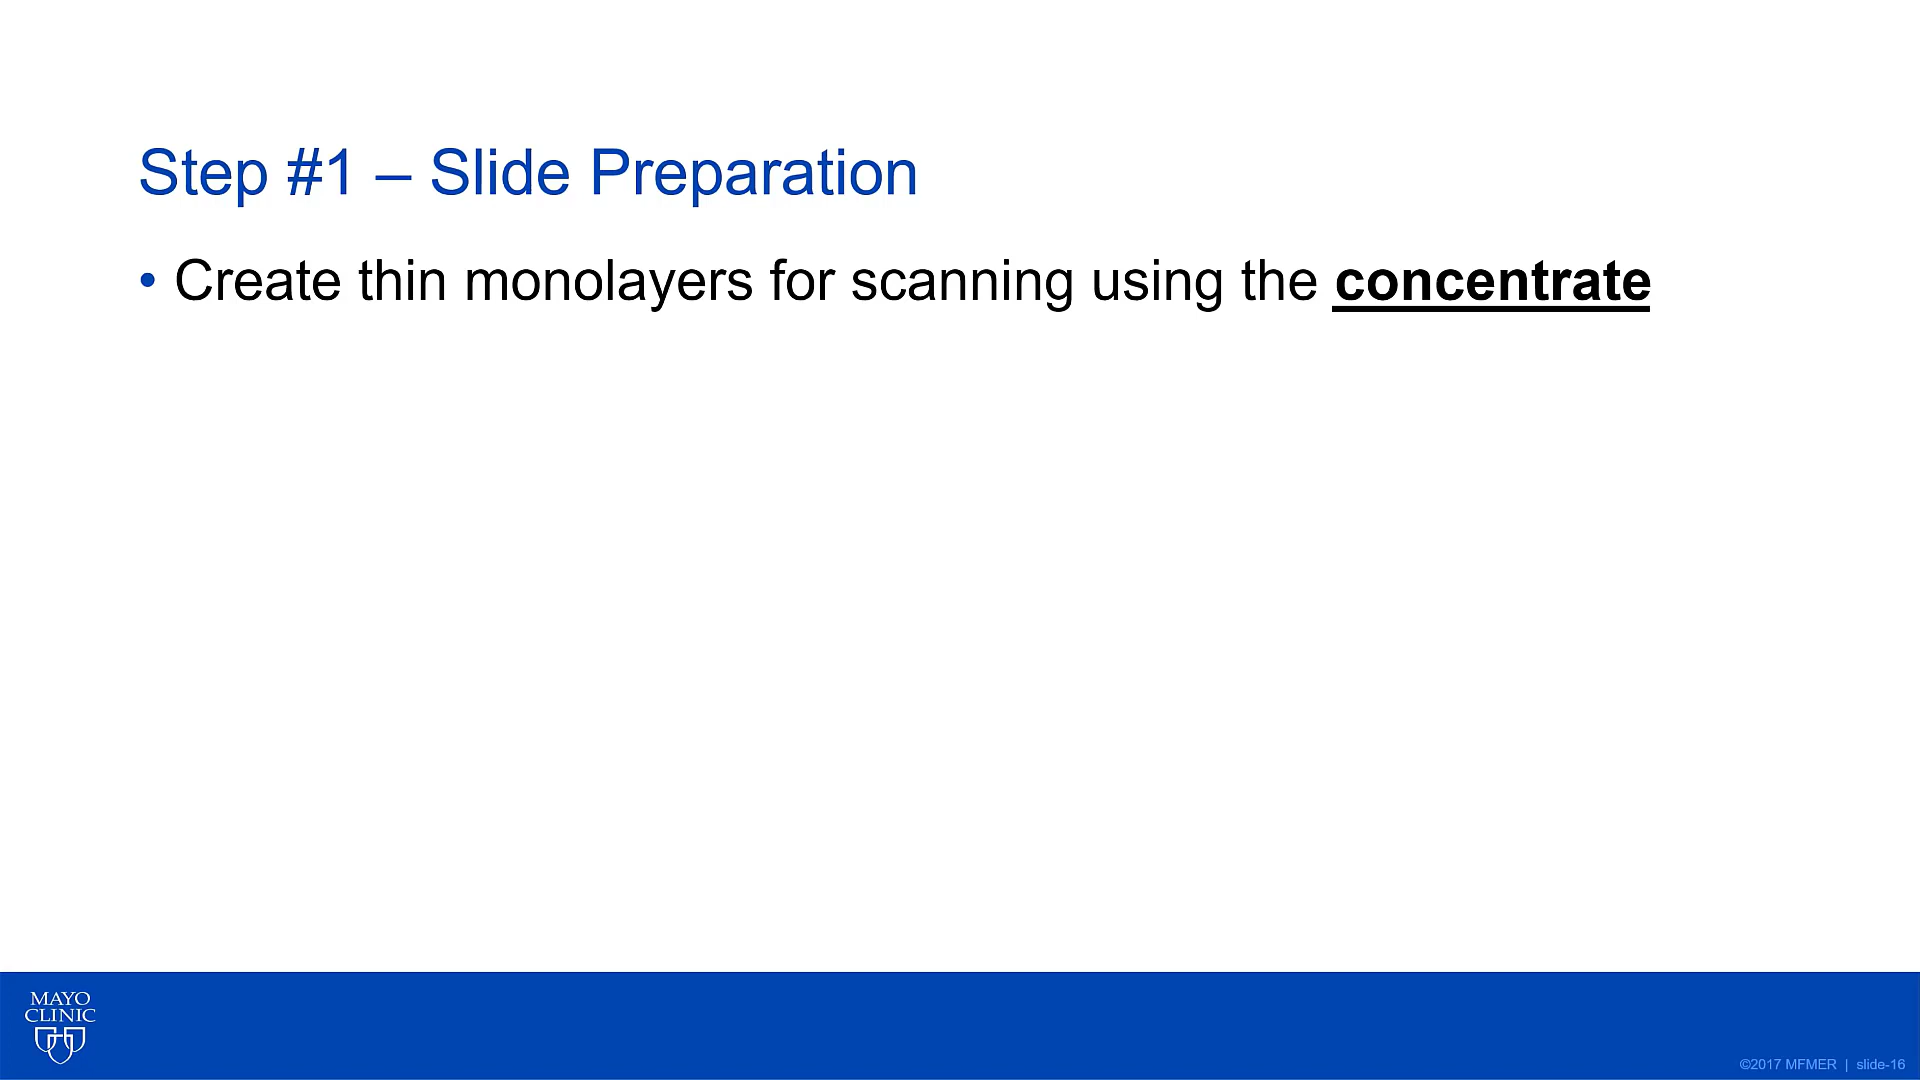 Step #1 – Slide Preparation
• Create thin monolayers for scanning using the concentrate
MAYO
CLINIC
©2017 MFMER | slide-16